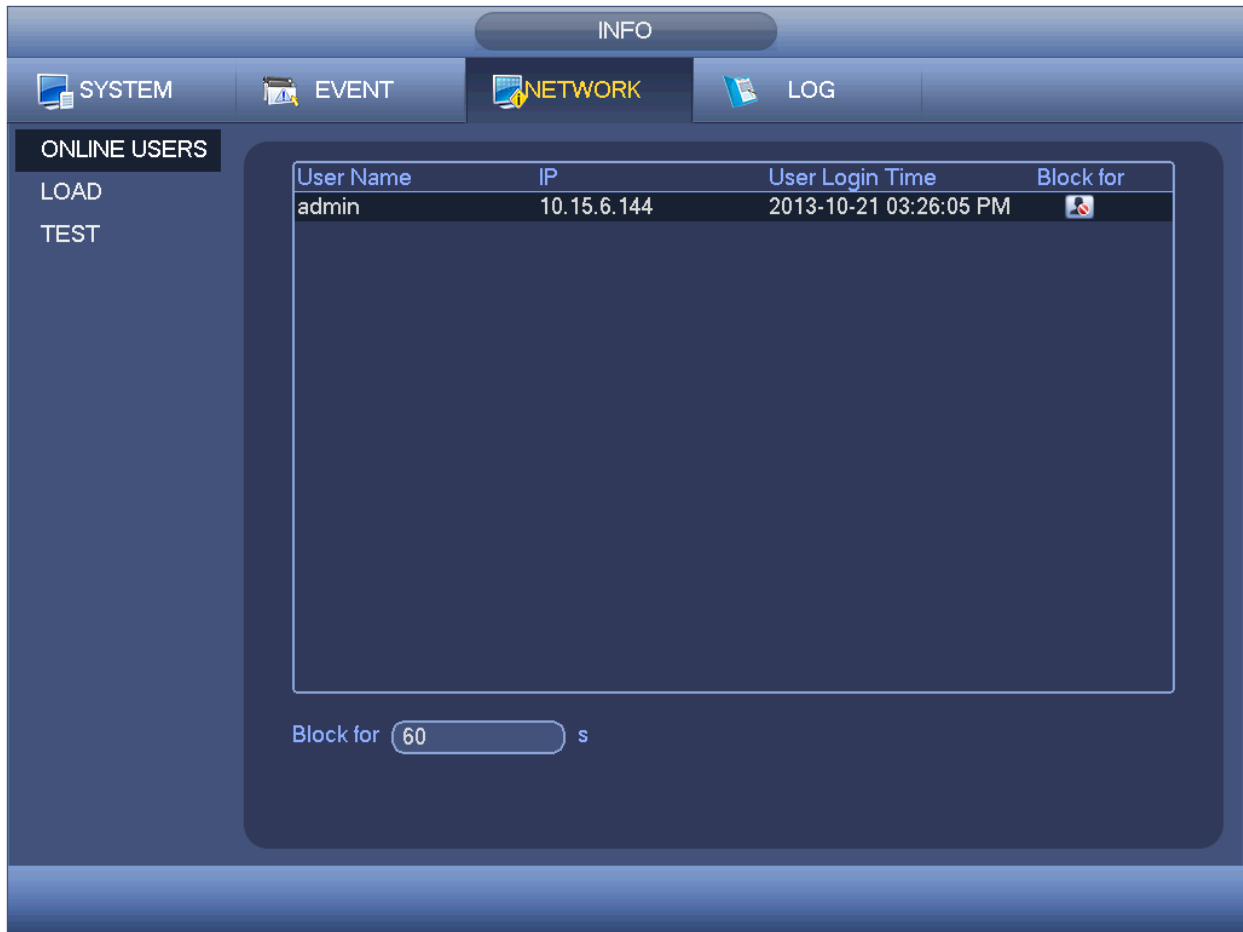 INFO
SYSTEM EVENT NETWORK LOG
ONLINE USERS
LOAD
TEST
User Name IP User Login Time Block for
admin 10.15.6.144 2013-10-21 03:26:05 PM
Block for 60 s